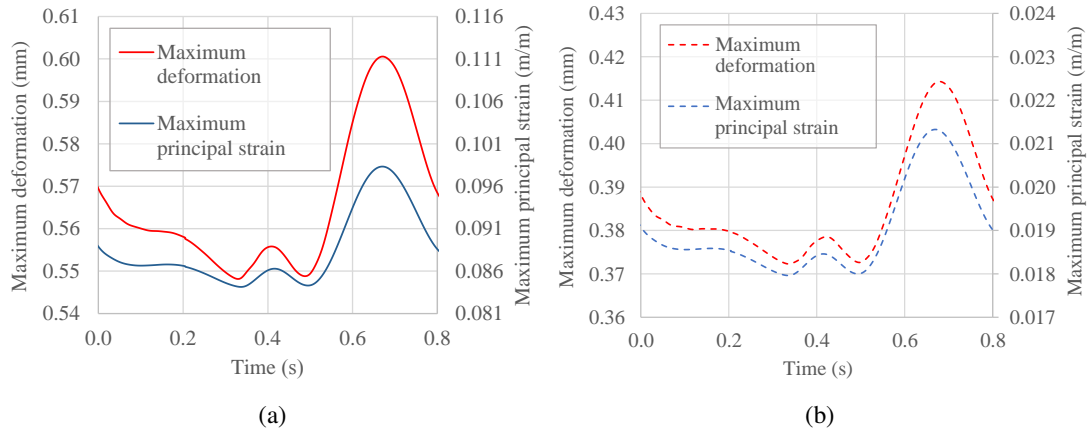 0.61
0.60
0.59
0.58
0.57
0.56
0.55
0.54
Maximum deformation (mm)
Maximum
deformation
Maximum
principal strain
0.116
0.111
0.106
0.101
0.096
0.091
0.086
0.081
Maximum principal strain (m/m)
0.0
0.2
0.4
0.6
0.8
Time (s)
(a)
0.43
0.42
0.41
0.40
0.39
0.38
0.37
0.36
Maximum deformation (mm)
Maximum
deformation
Maximum
principal strain
0.024
0.023
0.022
0.021
0.020
0.019
0.018
0.017
Maximum principal strain (m/m)
0.0
0.2
0.4
0.6
0.8
Time (s)
(b)